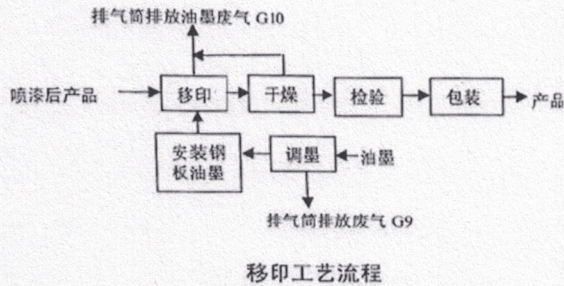 排气筒排放油墨废气 G10
喷漆后产品
移印
干燥
检验
包装
产品
安装钢
板油墨
调墨
油墨
排气筒排放废气 G9
移印工艺流程